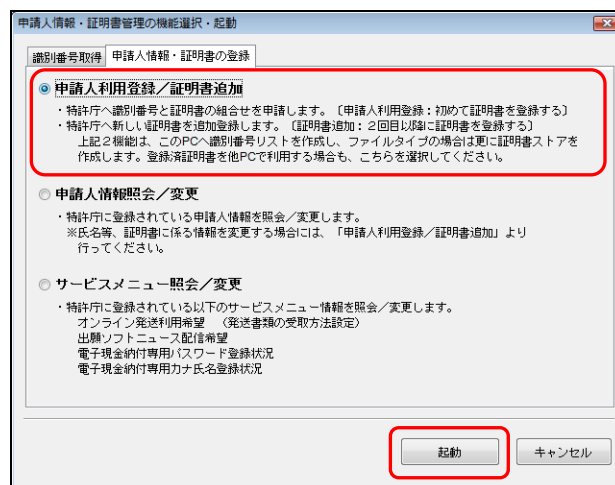 申請人情報・証明書管理の機能選択・起動
識別番号取得 申請人情報・証明書の登録
申請人利用登録／証明書追加
・特許庁へ識別番号と証明書の組合せを申請します。〔申請人利用登録：初めて証明書を登録する〕
・特許庁へ新しい証明書を追加登録します。〔証明書追加：２回目以降に証明書を登録する〕
上記２機能は、このPCへ識別番号リストを作成し、ファイルタイプの場合は更に証明書ストアを
作成します。登録済証明書を他PCで利用する場合も、こちらを選択してください。
申請人情報照会／変更
・特許庁に登録されている申請人情報を照会／変更します。
※氏名等、証明書に係る情報を変更する場合には、「申請人利用登録／証明書追加」より
行ってください。
サービスメニュー照会／変更
・特許庁に登録されている以下のサービスメニュー情報を照会／変更します。
オンライン発送利用希望　（発送書類の受取方法設定）
出願ソフトニュース配信希望
電子現金納付専用パスワード登録状況
電子現金納付専用カナ氏名登録状況
起動 キャンセル